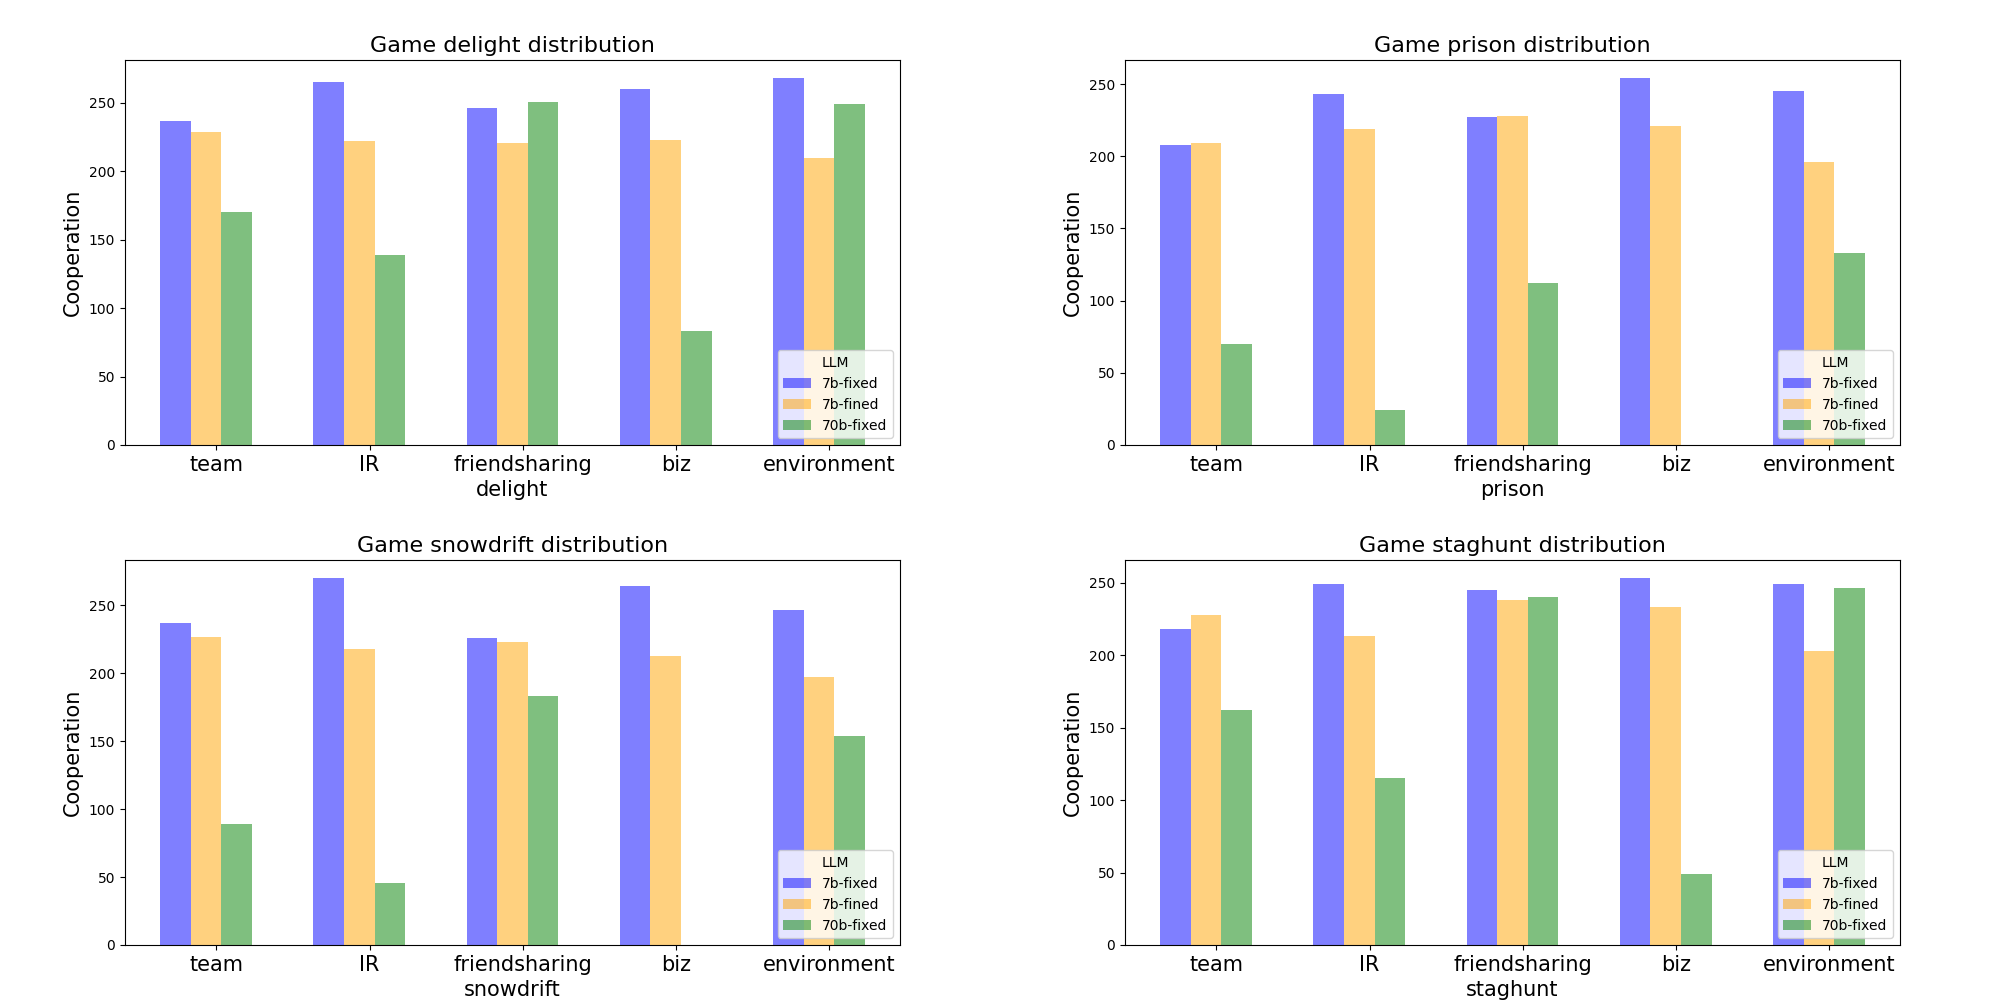 Game delight distribution
Cooperation
250
200
150
100
50
0
LLM
7b-fixed
7b-fined
70b-fixed
team IR friendsharing biz environment
delight
Game prison distribution
Cooperation
250
200
150
100
50
0
LLM
7b-fixed
7b-fined
70b-fixed
team IR friendsharing biz environment
prison
Game snowdrift distribution
Cooperation
250
200
150
100
50
0
LLM
7b-fixed
7b-fined
70b-fixed
team IR friendsharing biz environment
snowdrift
Game staghunt distribution
Cooperation
250
200
150
100
50
0
LLM
7b-fixed
7b-fined
70b-fixed
team IR friendsharing biz environment
staghunt